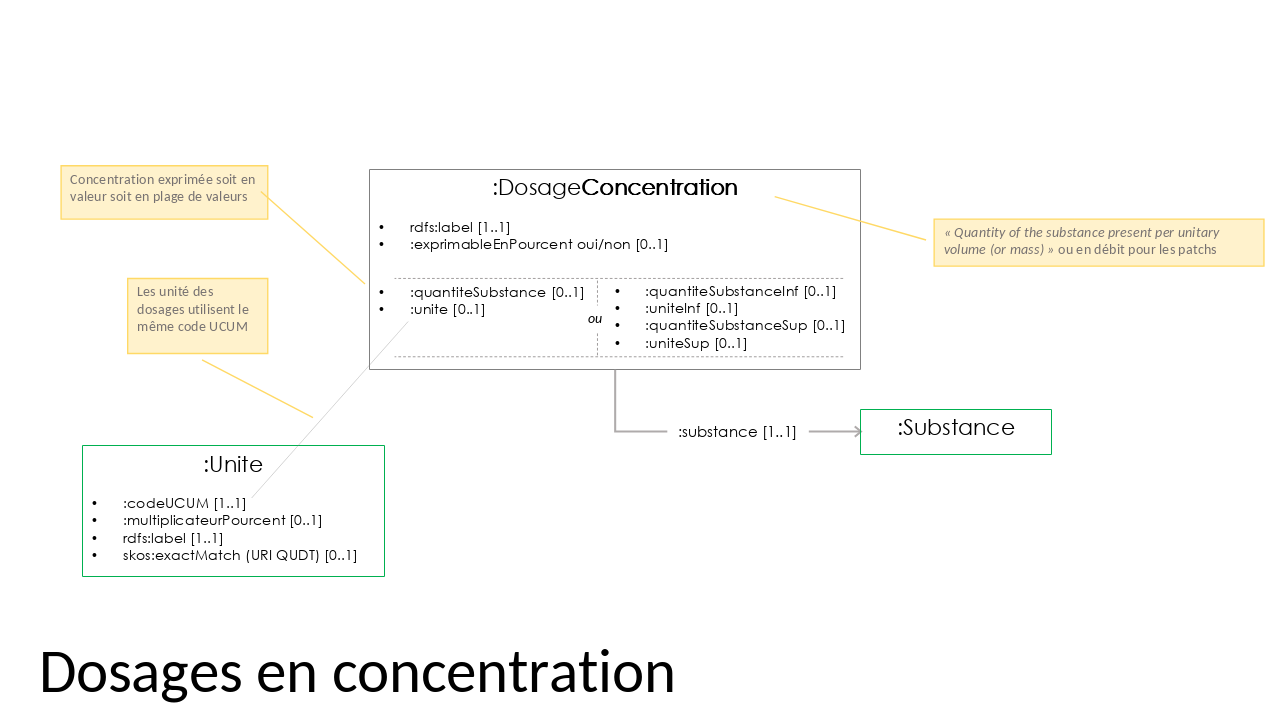 Concentration exprimée soit en
valeur soit en plage de valeurs
:DosageConcentration
• rdfs:label [1..1]
• :exprimableEnPourcent oui/non [0..1]
« Quantity of the substance present per unitary
volume (or mass) » ou en débit pour les patchs
Les unité des
dosages utilisent le
même code UCUM
• :quantiteSubstance [0..1]
• :unite [0..1]
ou
• :quantiteSubstanceInf [0..1]
• :uniteInf [0..1]
• :quantiteSubstanceSup [0..1]
• :uniteSup [0..1]
:substance [1..1]
:Substance
:Unite
• :codeUCUM [1..1]
• :multiplicateurPourcent [0..1]
• rdfs:label [1..1]
• skos:exactMatch (URI QUDT) [0..1]
Dosages en concentration